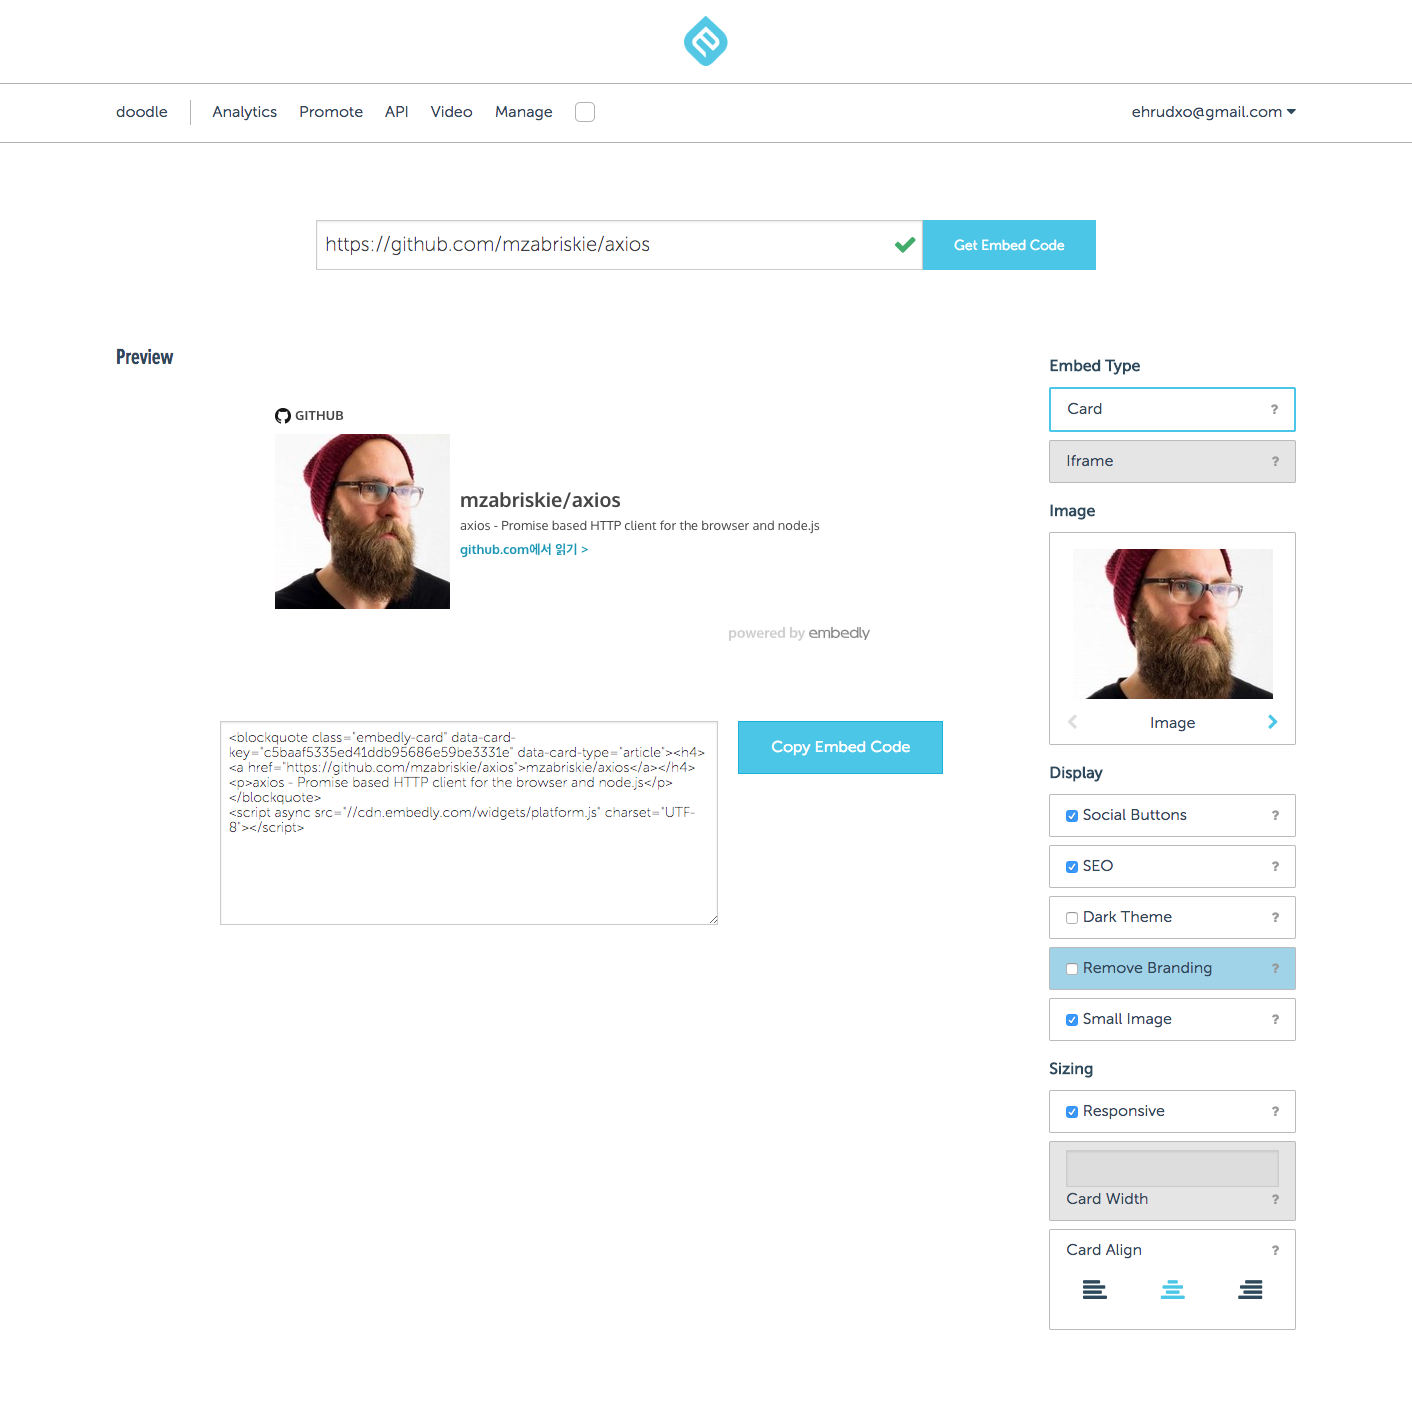 doodle
Analytics Promote API Video Manage
ehrudxo@gmail.com
https://github.com/mzabriskie/axios
Get Embed Code
Preview
GITHUB
mzabriskie/axios
axios - Promise based HTTP client for the browser and node.js
github.com에서 읽기 >
powered by embedly
<blockquote class="embedly-card" data-card-
key="c5baaf5335ed41ddb95686e59be3331e" data-card-type="article"><h4>
<a href="https://github.com/mzabriskie/axios">mzabriskie/axios</a></h4>
<p>axios - Promise based HTTP client for the browser and node.js</p>
</blockquote>
<script async src="//cdn.embedly.com/widgets/platform.js" charset="UTF-
8"></script>
Copy Embed Code
Embed Type
Card ?
Iframe ?
Image
Image
Display
Social Buttons ?
SEO ?
Dark Theme ?
Remove Branding ?
Small Image ?
Sizing
Responsive ?
Card Width ?
Card Align ?